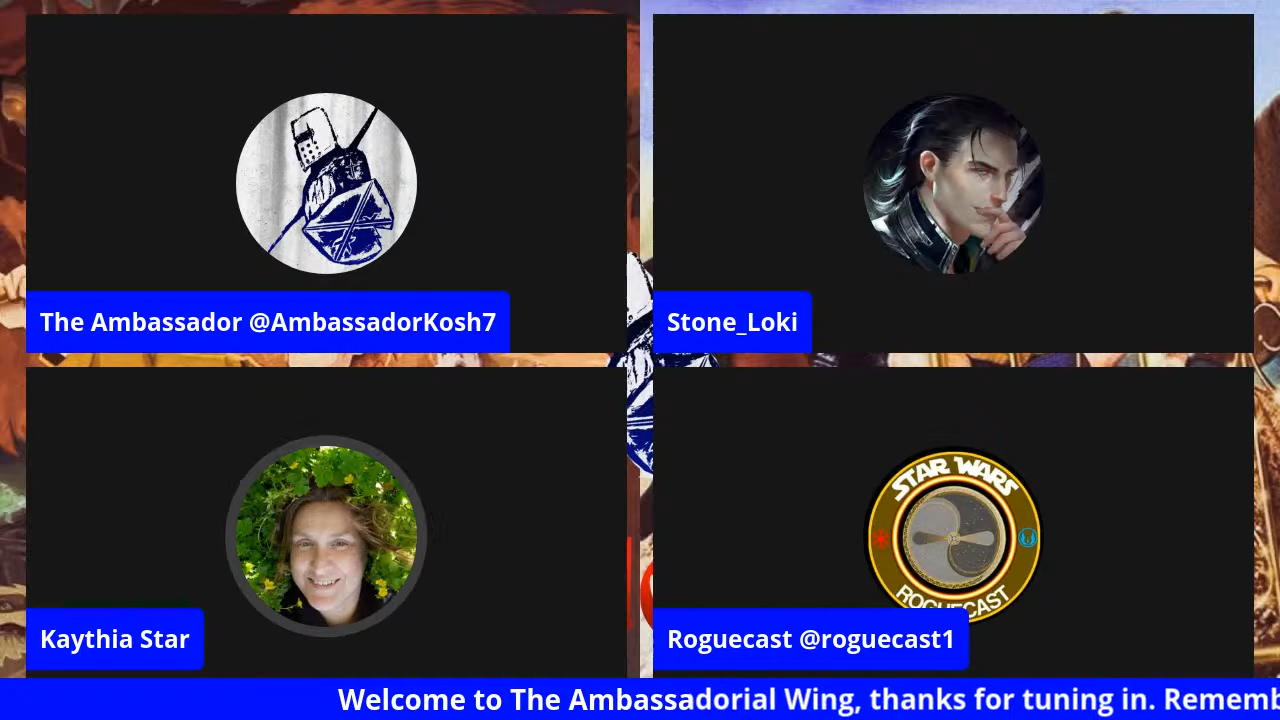 The Ambassador @AmbassadorKosh7
Stone_Loki
Kaythia Star
STAR WARS
ROGUECAST
Roguecast @roguecast1
Welcome to The Ambassadorial Wing, thanks for tuning in. Rememb